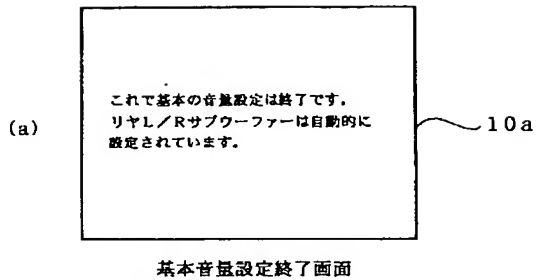 これで基本の音量設定は終了です。
リヤL／Rサブウーファーは自動的に
設定されています。
(a)
10a
基本音量設定終了画面